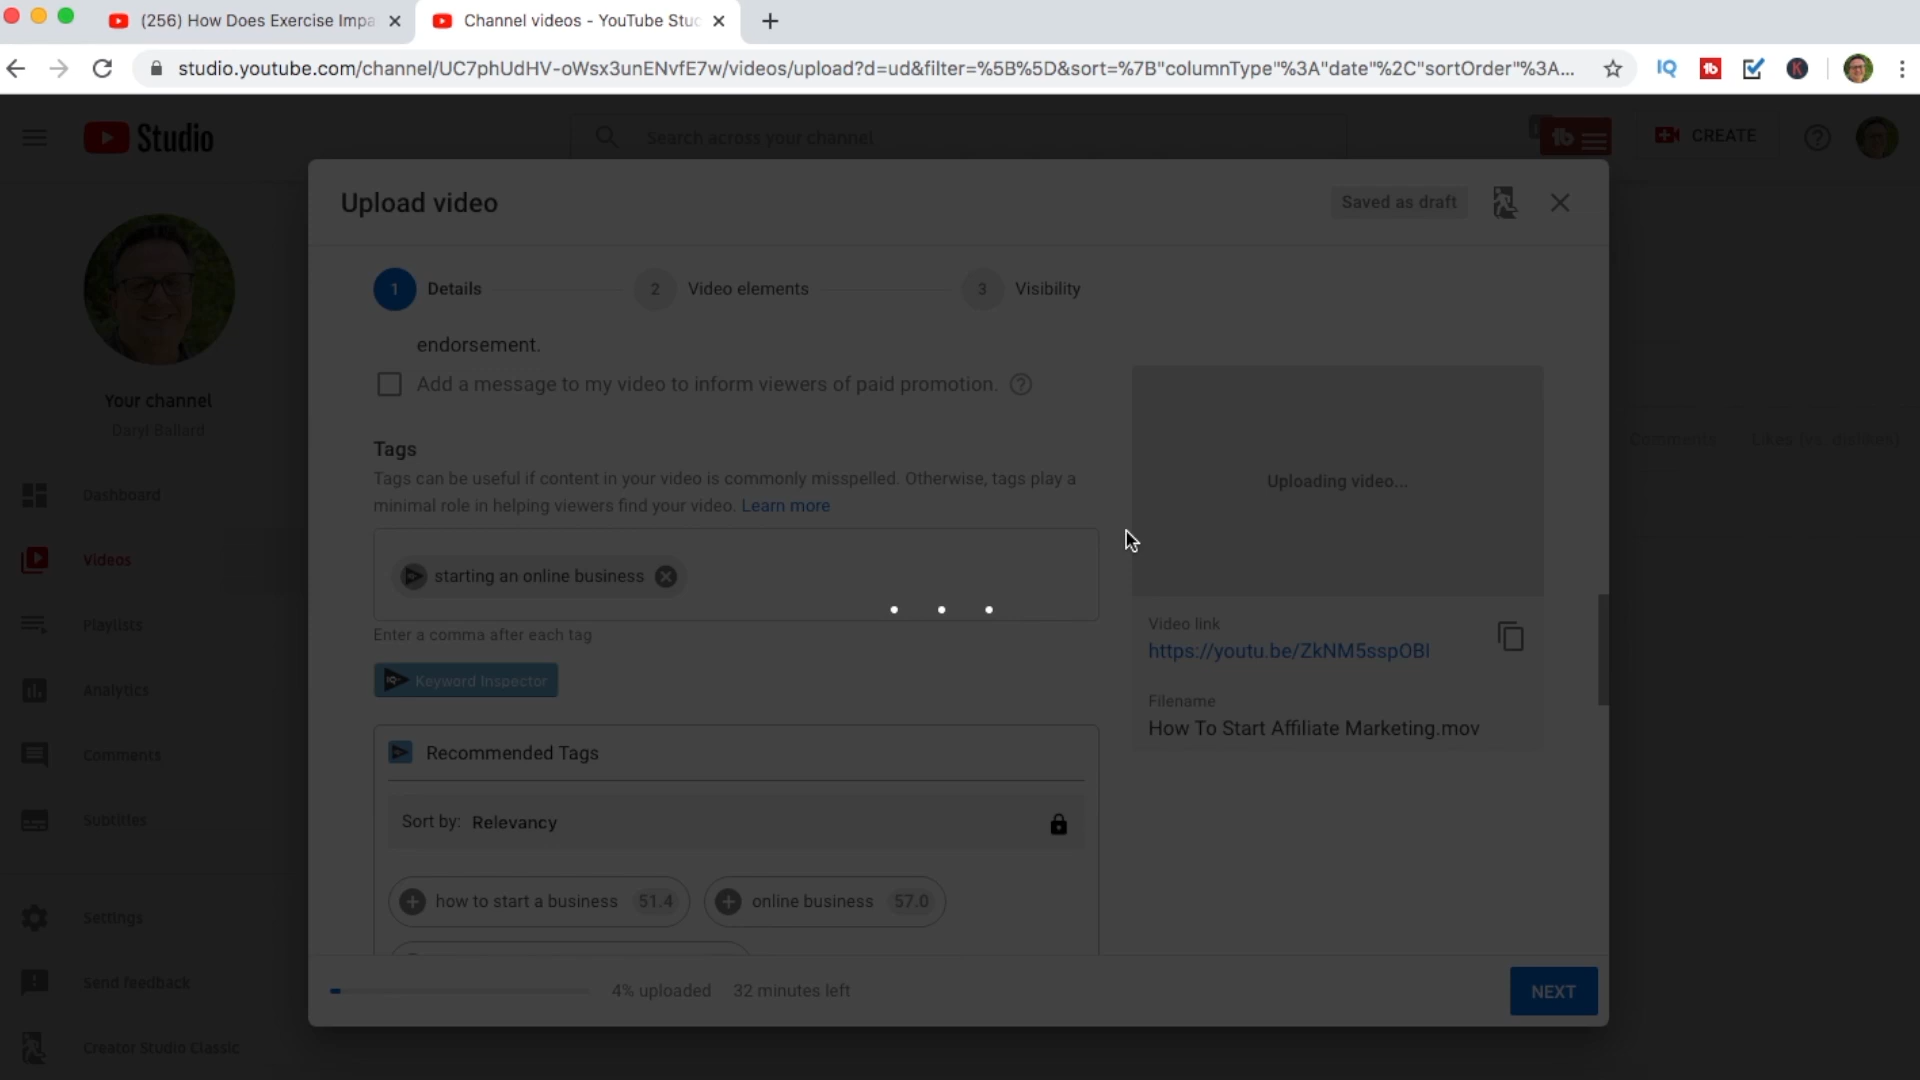 (256) How Does Exercise Impa
Channel videos - YouTube Stud
studio.youtube.com/channel/UC7phUdHV-oWsx3unENvfE7w/videos/upload?d=ud&filter=%5B%5D&sort=%7B"columnType"%3A"date"%2C"sortOrder"%3A...
IQ
tb
K
Studio
Search across your channel
tb
CREATE
Upload video
Saved as draft
1 Details
2 Video elements
3 Visibility
endorsement.
Add a message to my video to inform viewers of paid promotion.
Your channel
Daryl Ballard
Comments
Likes (vs. dislikes)
Tags
Tags can be useful if content in your video is commonly misspelled. Otherwise, tags play a
minimal role in helping viewers find your video. Learn more
Uploading video...
Dashboard
Videos
starting an online business
Playlists
Enter a comma after each tag
Video link
https://youtu.be/ZkNM5sspOBI
Analytics
Keyword Inspector
Filename
How To Start Affiliate Marketing.mov
Comments
Recommended Tags
Subtitles
Sort by: Relevancy
how to start a business 51.4
online business 57.0
Settings
Send feedback
4% uploaded
32 minutes left
NEXT
Creator Studio Classic